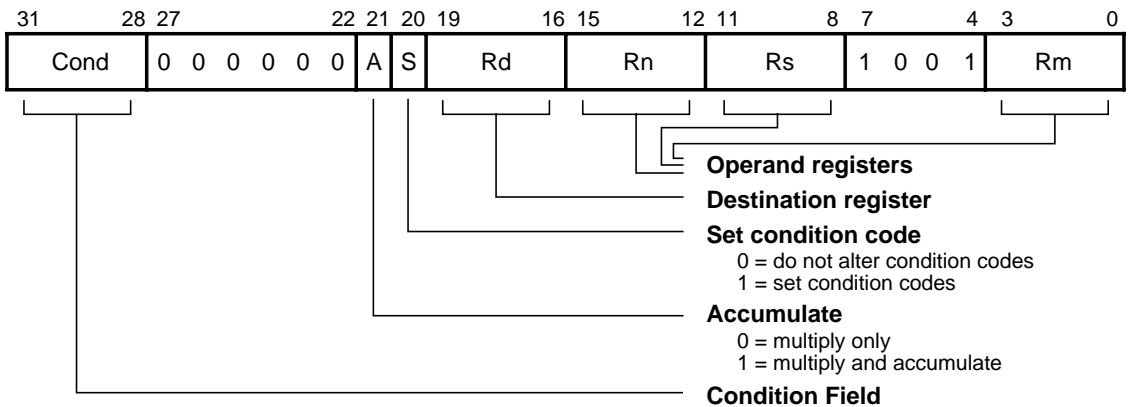 31 28 27 22 21 20 19 16 15 12 11 8 7 4 3 0
Cond 0 0 0 0 0 0 A S Rd Rn Rs 1 0 0 1 Rm
Operand registers
Destination register
Set condition code
0 = do not alter condition codes
1 = set condition codes
Accumulate
0 = multiply only
1 = multiply and accumulate
Condition Field